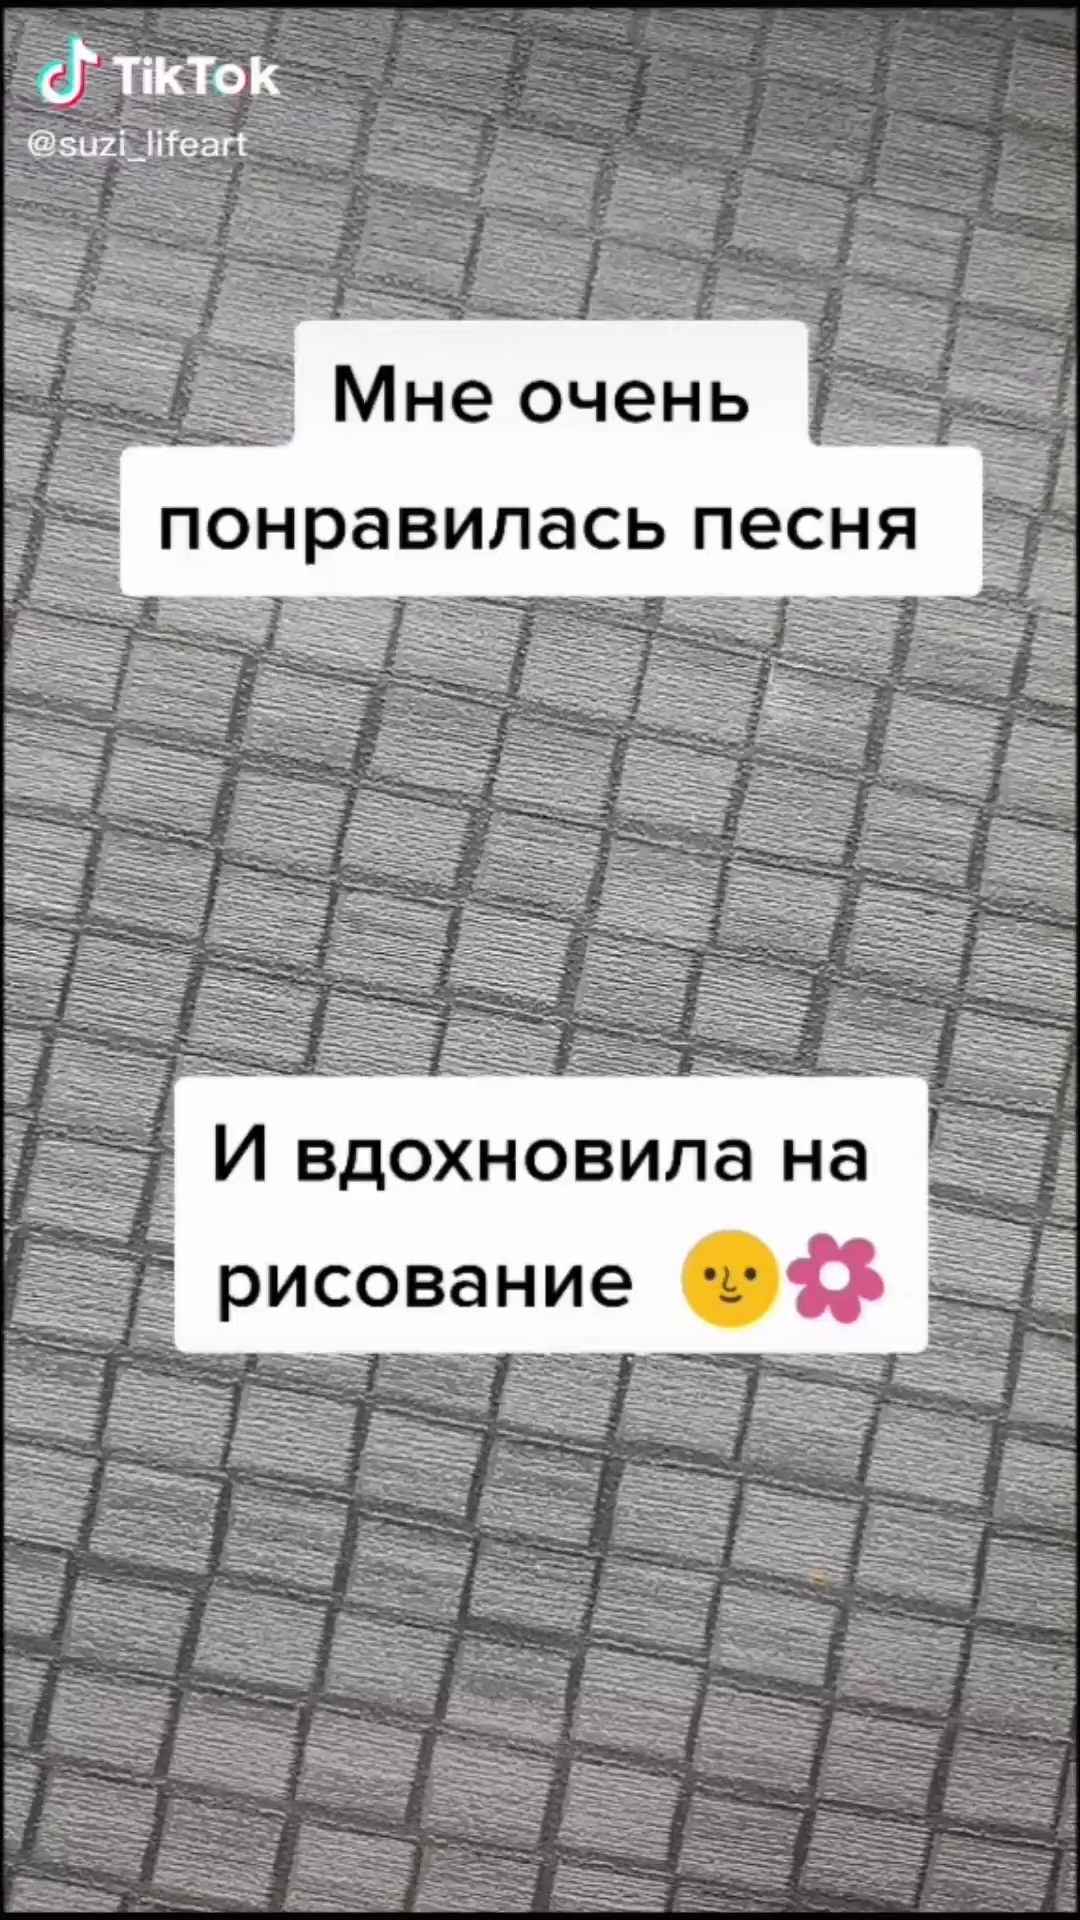 TikTok
@suzi_lifeart
Мне очень
понравилась песня
И вдохновила на
рисование 🌝🌸